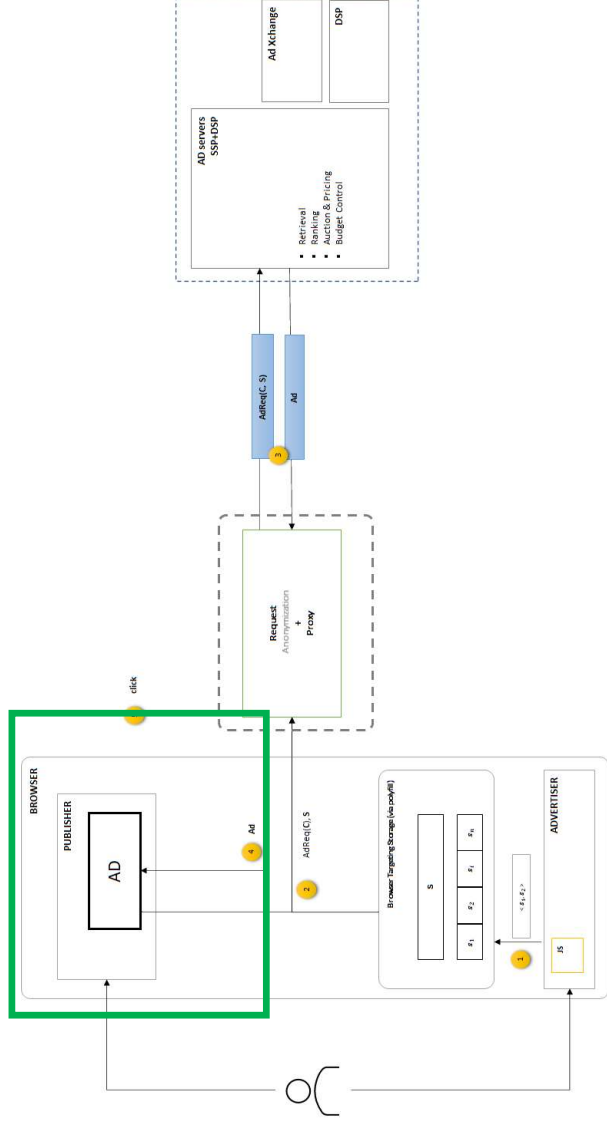 BROWSER
PUBLISHER
AD
click
4
Ad
2
AdReq(C), S
Browser Targeting Storage (via polyfill)
S
s₁ s₂ sᵢ sₙ
1
< s₁, s₂ >
ADVERTISER
JS
Request
Anonymization
+
Proxy
AdReq(C, S)
3
Ad
AD servers
SSP+DSP
▪ Retrieval
▪ Ranking
▪ Auction & Pricing
▪ Budget Control
Ad Xchange
DSP